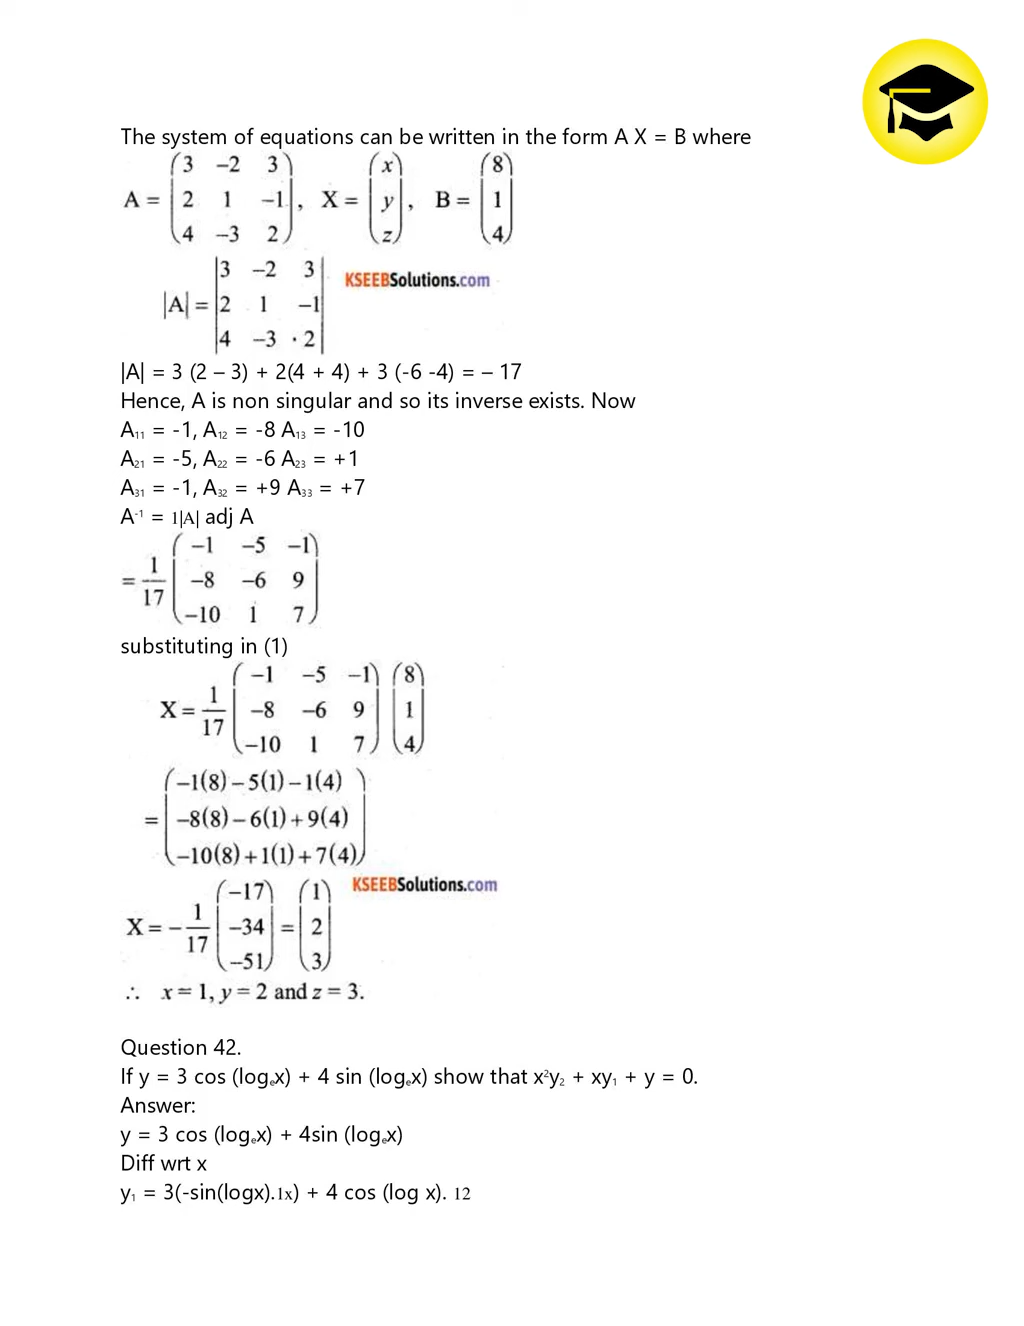 The system of equations can be written in the form A X = B where
A = (3 –2 3
2 1 –1
4 –3 2), X = (x
y
z), B = (8
1
4)
|A| = |3 –2 3
2 1 –1
4 –3 2|
KSEEBSolutions.com
|A| = 3 (2 – 3) + 2(4 + 4) + 3 (-6 -4) = – 17
Hence, A is non singular and so its inverse exists. Now
A₁₁ = -1, A₁₂ = -8 A₁₃ = -10
A₂₁ = -5, A₂₂ = -6 A₂₃ = +1
A₃₁ = -1, A₃₂ = +9 A₃₃ = +7
A⁻¹ = 1|A| adj A
= 1/17 (–1 –5 –1
–8 –6 9
–10 1 7)
substituting in (1)
X = 1/17 (–1 –5 –1
–8 –6 9
–10 1 7) (8
1
4)
= (–1(8) – 5(1) – 1(4)
–8(8) – 6(1) + 9(4)
–10(8) + 1(1) + 7(4))
KSEEBSolutions.com
X = – 1/17 (–17
–34
–51) = (1
2
3)
∴ x = 1, y = 2 and z = 3.
Question 42.
If y = 3 cos (logₑx) + 4 sin (logₑx) show that x²y₂ + xy₁ + y = 0.
Answer:
y = 3 cos (logₑx) + 4sin (logₑx)
Diff wrt x
y₁ = 3(-sin(logx).1x) + 4 cos (log x). 12